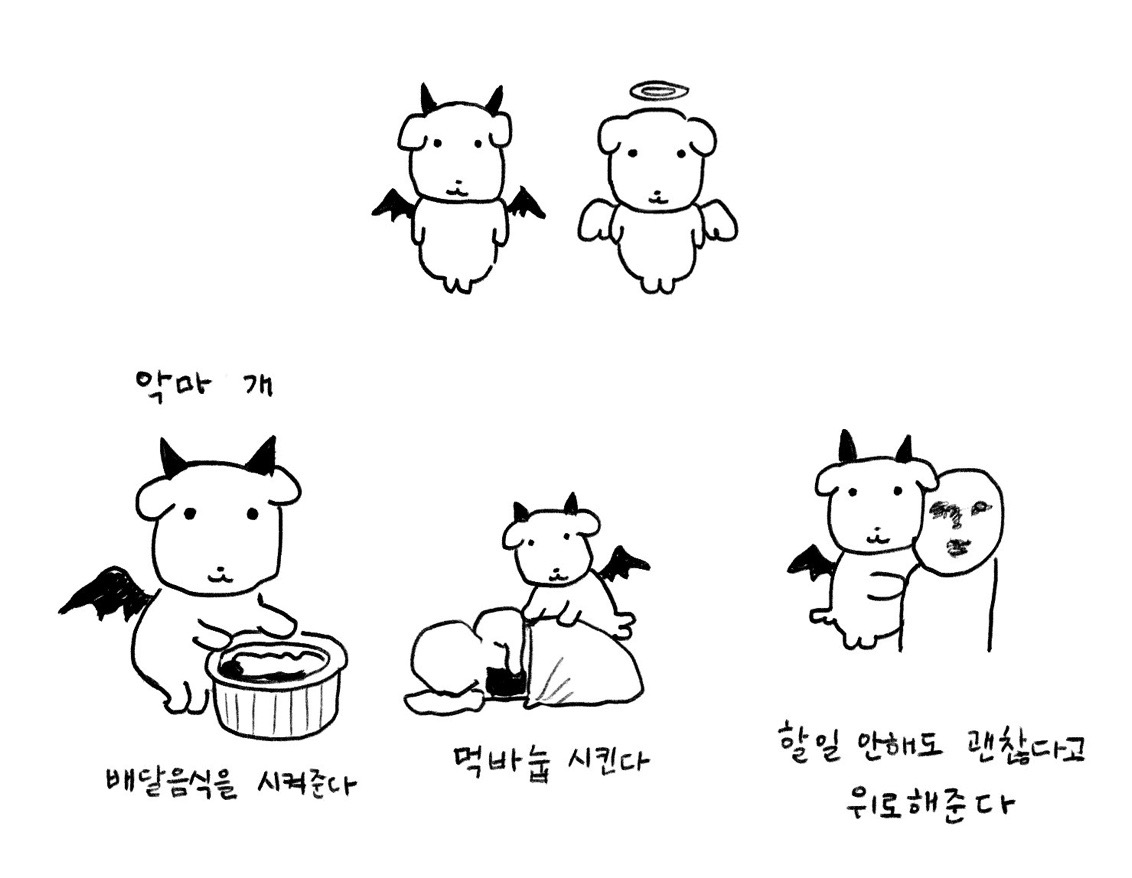 악마 개
배달음식을 시켜준다
먹바눕 시킨다
할일 안해도 괜찮다고
위로해준다